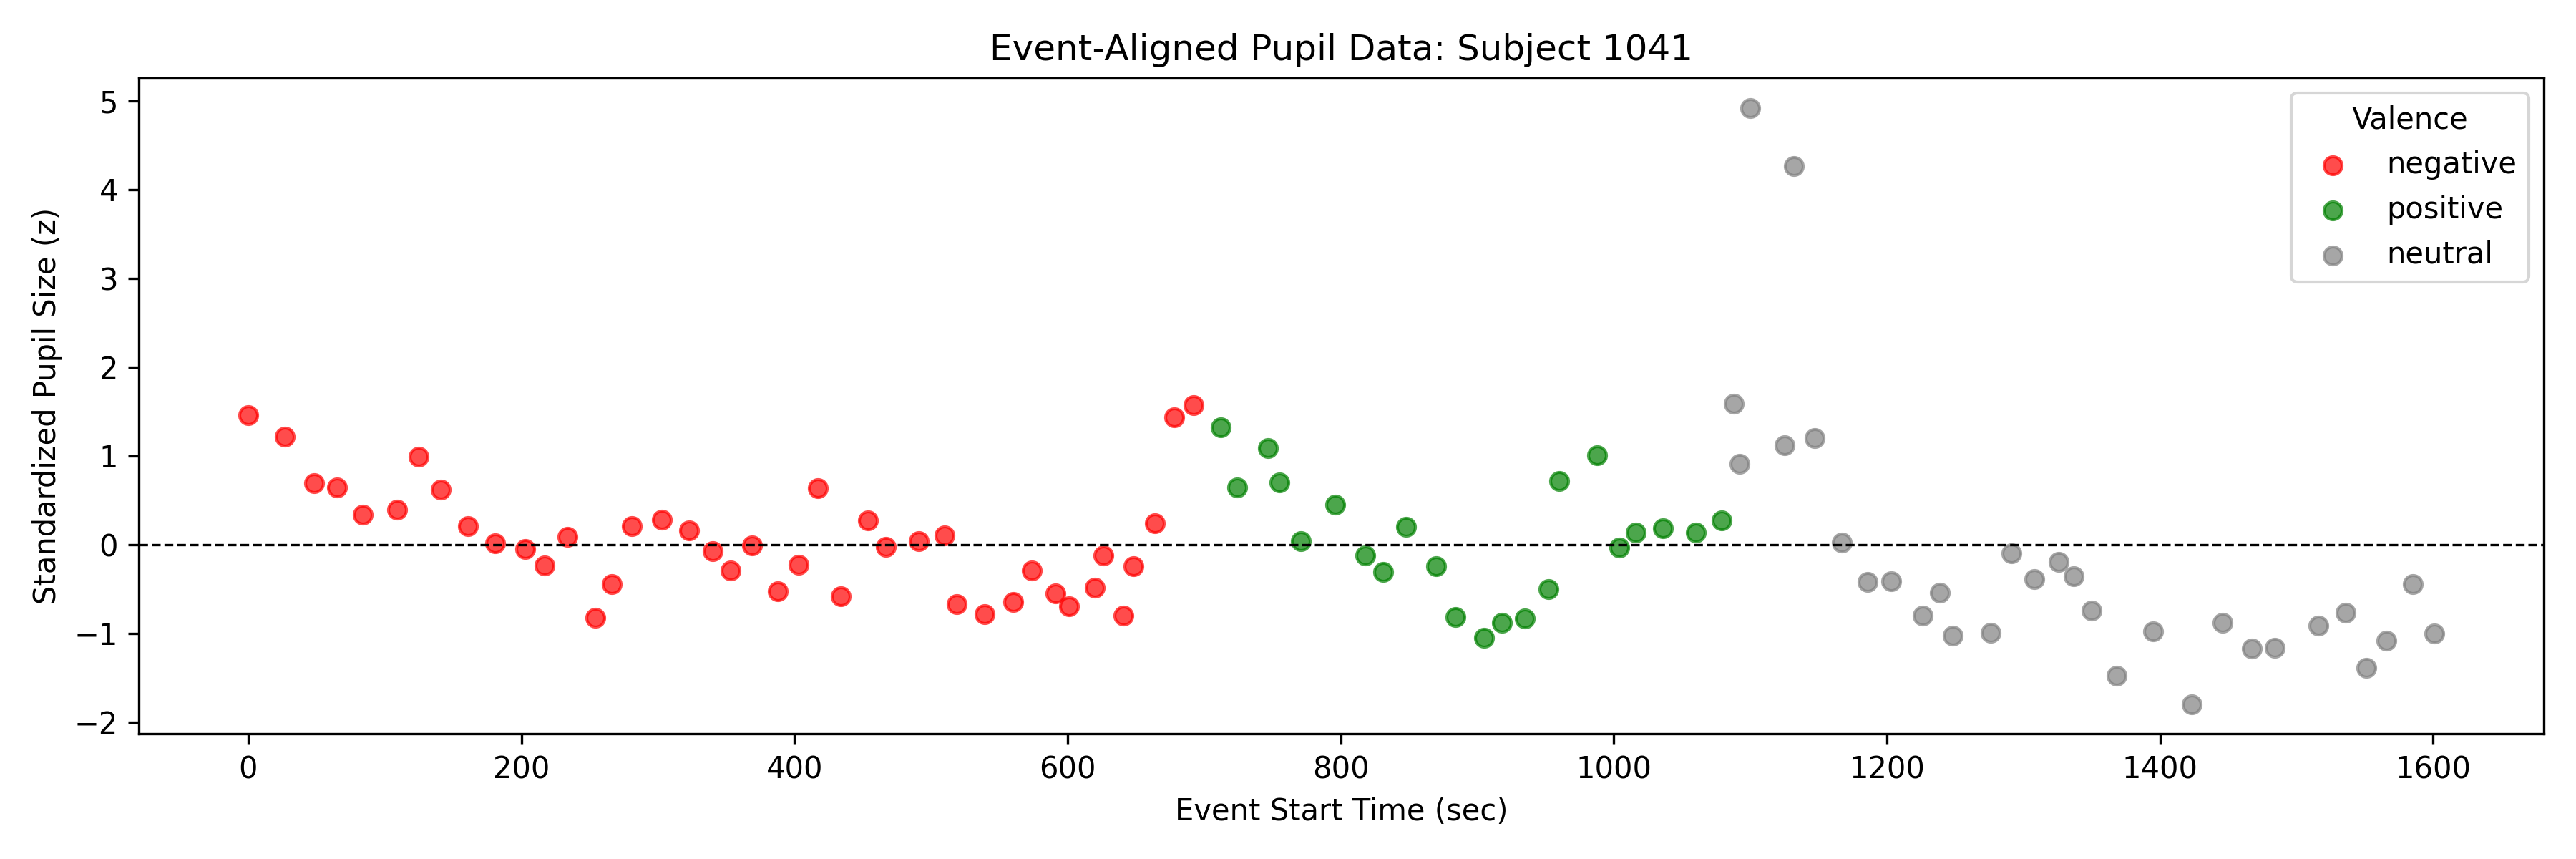 Event-Aligned Pupil Data: Subject 1041
Standardized Pupil Size (z)
5
4
3
2
1
0
−1
−2
Valence
negative
positive
neutral
0 200 400 600 800 1000 1200 1400 1600
Event Start Time (sec)